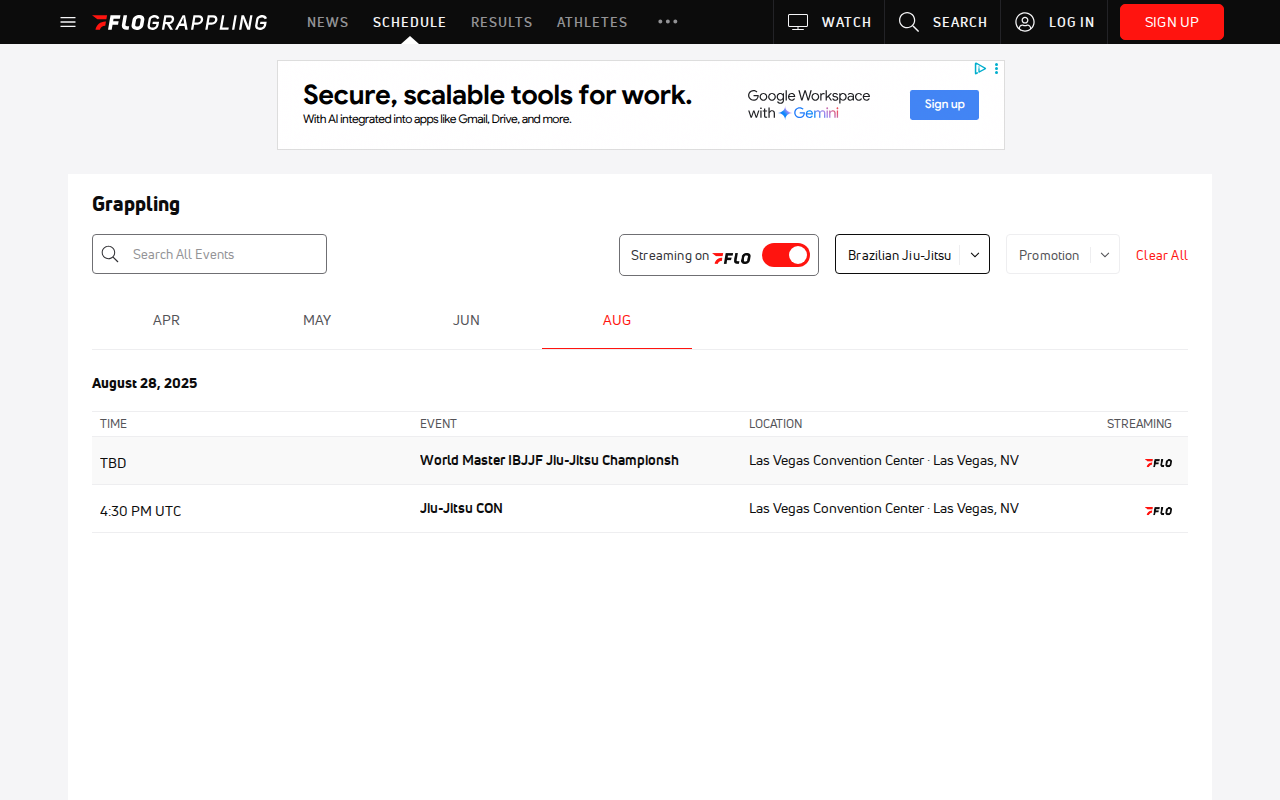 FLOGRAPPLING NEWS SCHEDULE RESULTS ATHLETES WATCH SEARCH LOG IN SIGN UP
Secure, scalable tools for work.
With AI integrated into apps like Gmail, Drive, and more.
Google Workspace
with Gemini
Sign up
Grappling
Search All Events
Streaming on FLO
Brazilian Jiu-Jitsu
Promotion
Clear All
APR MAY JUN AUG
August 28, 2025
TIME EVENT LOCATION STREAMING
TBD World Master IBJJF Jiu-Jitsu Championsh Las Vegas Convention Center · Las Vegas, NV FLO
4:30 PM UTC Jiu-Jitsu CON Las Vegas Convention Center · Las Vegas, NV FLO